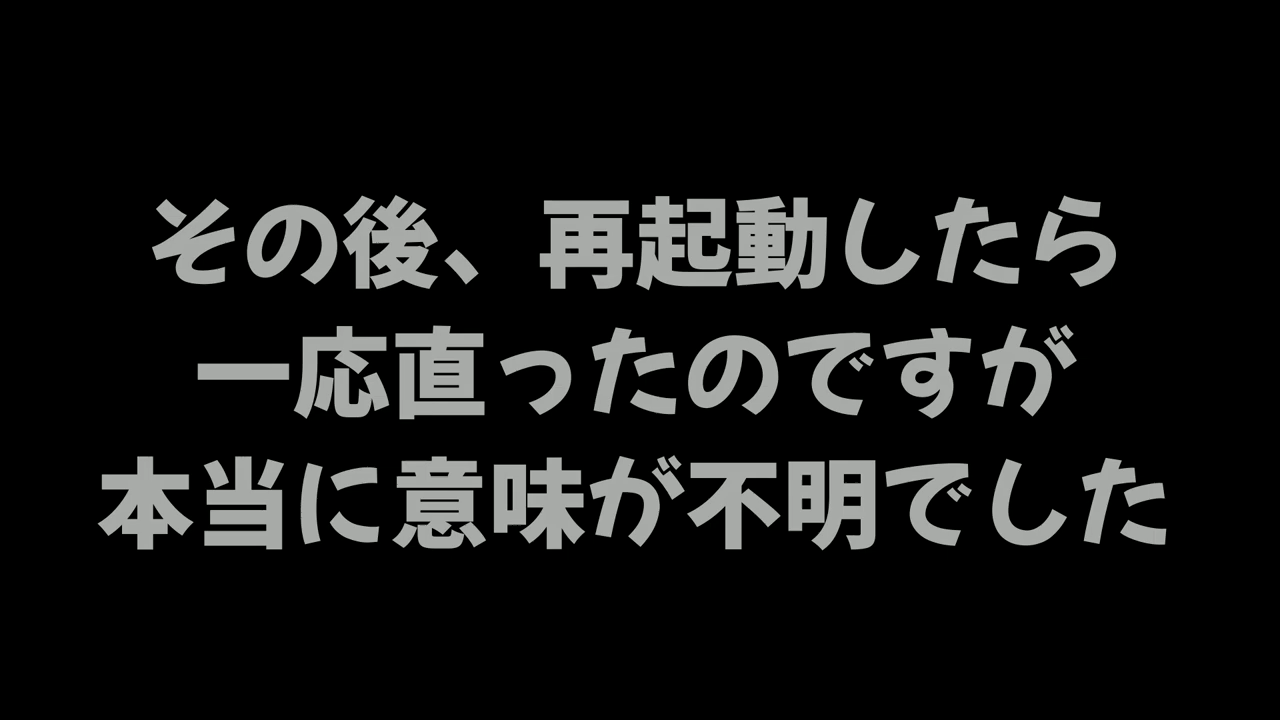 その後、再起動したら
一応直ったのですが
本当に意味が不明でした